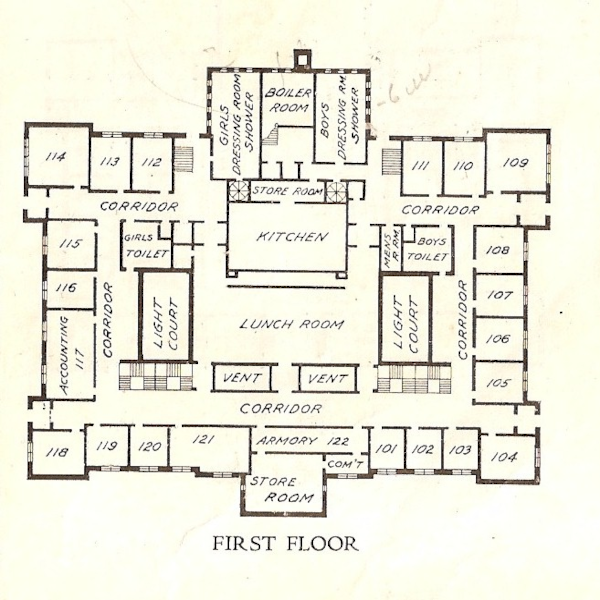 GIRLS
DRESSING ROOM
SHOWER
BOILER
ROOM
BOYS
DRESSING RM.
SHOWER
114
113
112
111
110
109
STORE ROOM
CORRIDOR
CORRIDOR
KITCHEN
115
GIRLS
TOILET
MENS
R. RM.
BOYS
TOILET
108
116
CORRIDOR
LIGHT
COURT
LUNCH ROOM
LIGHT
COURT
CORRIDOR
107
ACCOUNTING
117
106
105
VENT
VENT
CORRIDOR
118
119
120
121
ARMORY 122
COM'T
101
102
103
104
STORE
ROOM
FIRST FLOOR